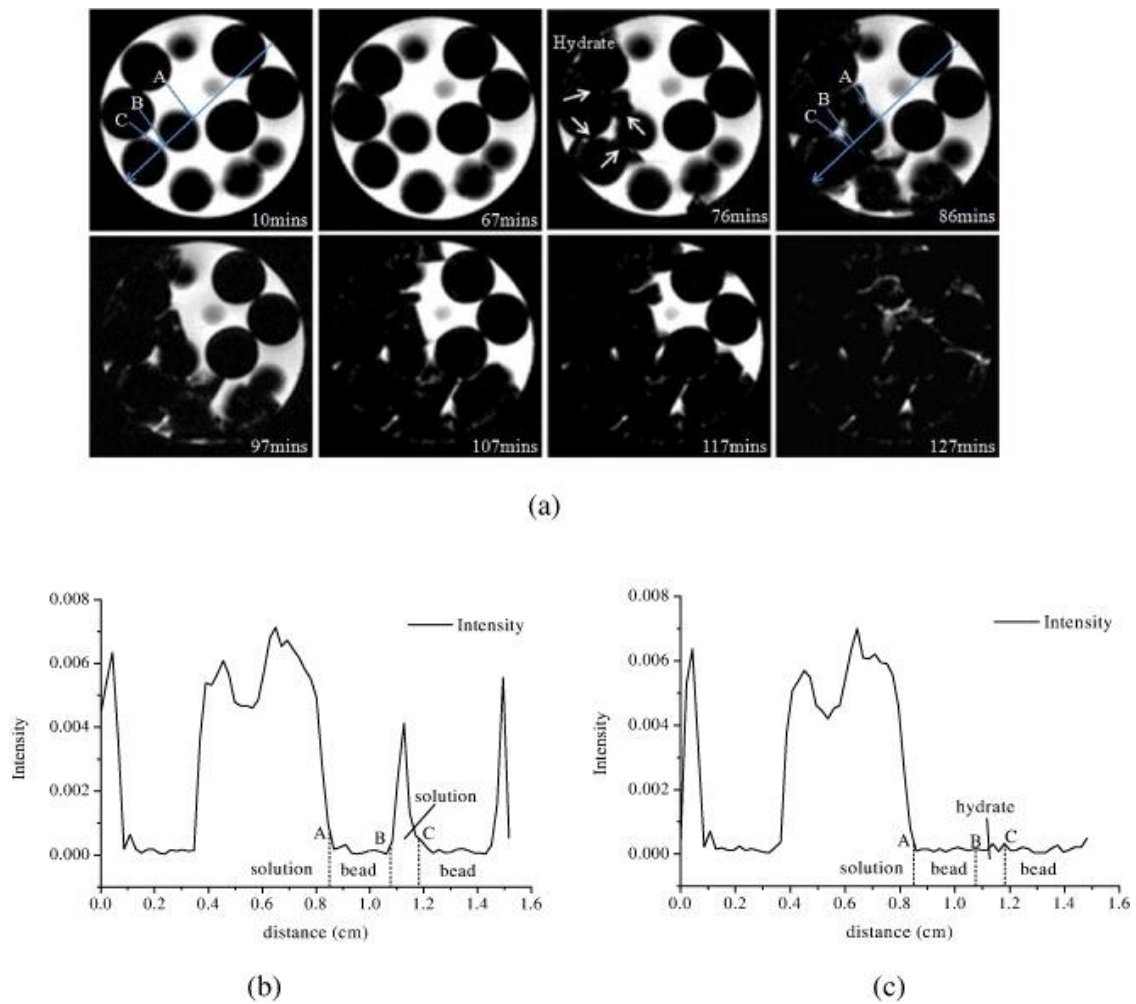 Hydrate
A
B
C
10mins
67mins
76mins
A
B
C
86mins
97mins
107mins
117mins
127mins
(a)
0.008
0.006
0.004
0.002
0.000
Intensity
Intensity
solution
A
B
C
solution
bead
bead
0.0 0.2 0.4 0.6 0.8 1.0 1.2 1.4 1.6
distance (cm)
(b)
0.008
0.006
0.004
0.002
0.000
Intensity
Intensity
hydrate
A
B
C
solution
bead
bead
0.0 0.2 0.4 0.6 0.8 1.0 1.2 1.4 1.6
distance (cm)
(c)